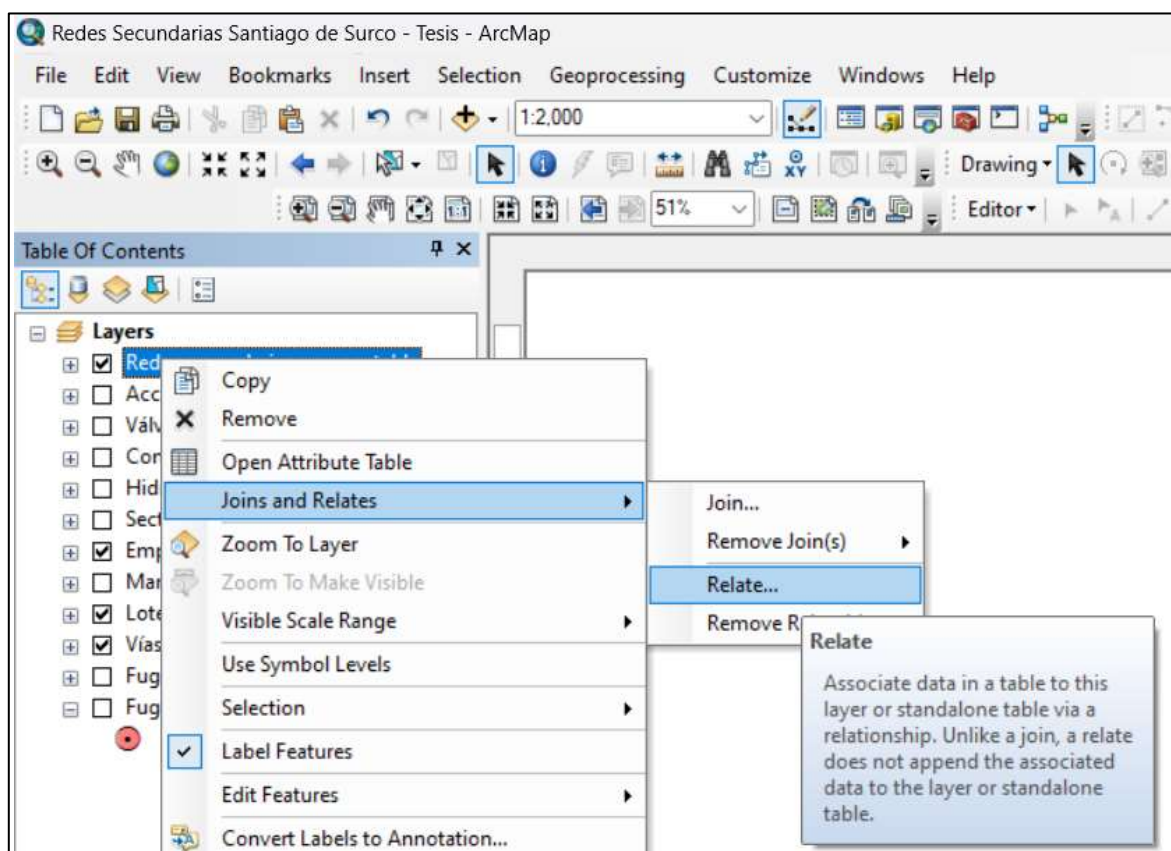 Redes Secundarias Santiago de Surco - Tesis - ArcMap
File Edit View Bookmarks Insert Selection Geoprocessing Customize Windows Help
1:2,000
XY Drawing
1:1 51% Editor
Table Of Contents
Layers
Red
Acc
Válv
Con
Hid
Sect
Emp
Man
Lote
Vías
Fug
Fug
Copy
Remove
Open Attribute Table
Joins and Relates
Zoom To Layer
Zoom To Make Visible
Visible Scale Range
Use Symbol Levels
Selection
Label Features
Edit Features
Convert Labels to Annotation...
Join...
Remove Join(s)
Relate...
Remove
Relate
Associate data in a table to this
layer or standalone table via a
relationship. Unlike a join, a relate
does not append the associated
data to the layer or standalone
table.